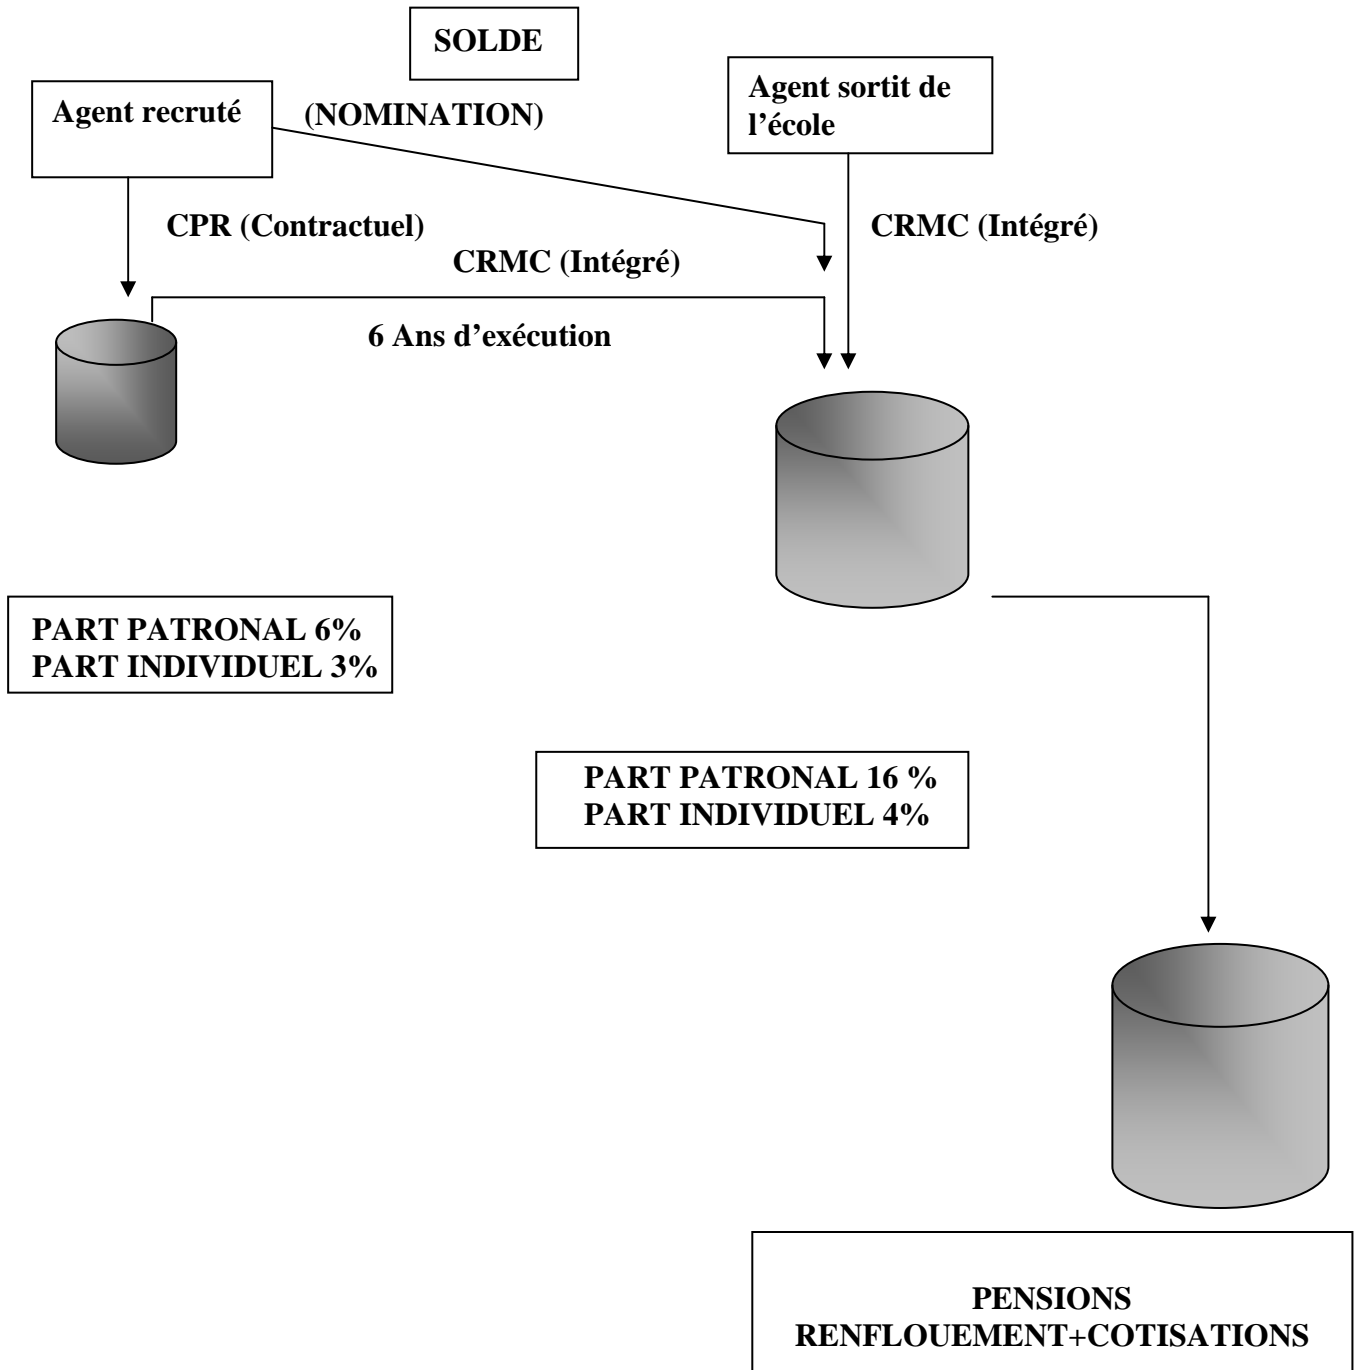 SOLDE
Agent recruté
(NOMINATION)
Agent sortit de
l’école
CPR (Contractuel)
CRMC (Intégré)
CRMC (Intégré)
6 Ans d’exécution
PART PATRONAL 6%
PART INDIVIDUEL 3%
PART PATRONAL 16 %
PART INDIVIDUEL 4%
PENSIONS
RENFLOUEMENT+COTISATIONS